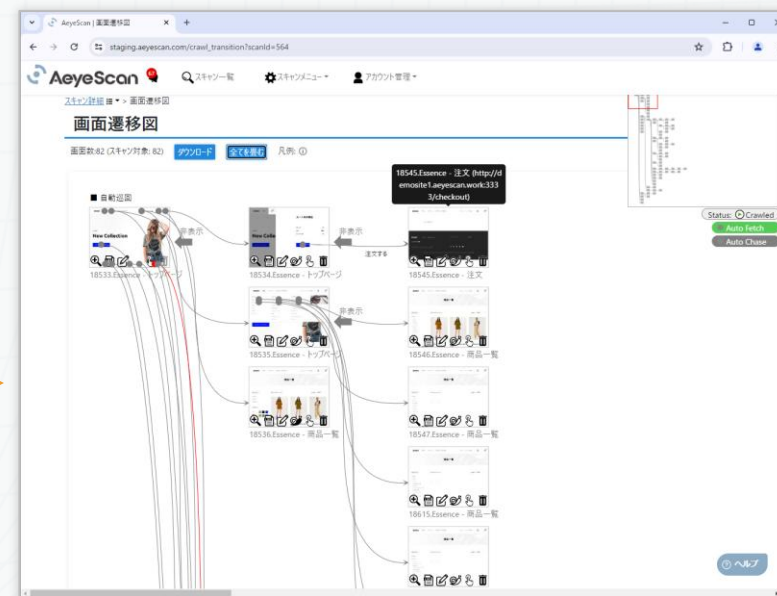 AeyeScan | 画面遷移図
staging.aeyescan.com/crawl_transition?scanId=564
AeyeScan
スキャン一覧
スキャンメニュー
アカウント管理
スキャン詳細 > 画面遷移図
画面遷移図
画面数:82 (スキャン対象: 82)
ダウンロード
全てを畳む
凡例:
18545.Essence - 注文 (http://d
emosite1.aeyescan.work:333
3/checkout)
Status: Crawled
Auto Fetch
Auto Chase
■ 自動巡回
New Collection
非表示
非表示
注文する
18533.Essence - トップページ
18534.Essence - トップページ
18545.Essence - 注文
非表示
18535.Essence - トップページ
18546.Essence - 商品一覧
18536.Essence - 商品一覧
18547.Essence - 商品一覧
18615.Essence - 商品一覧
ヘルプ